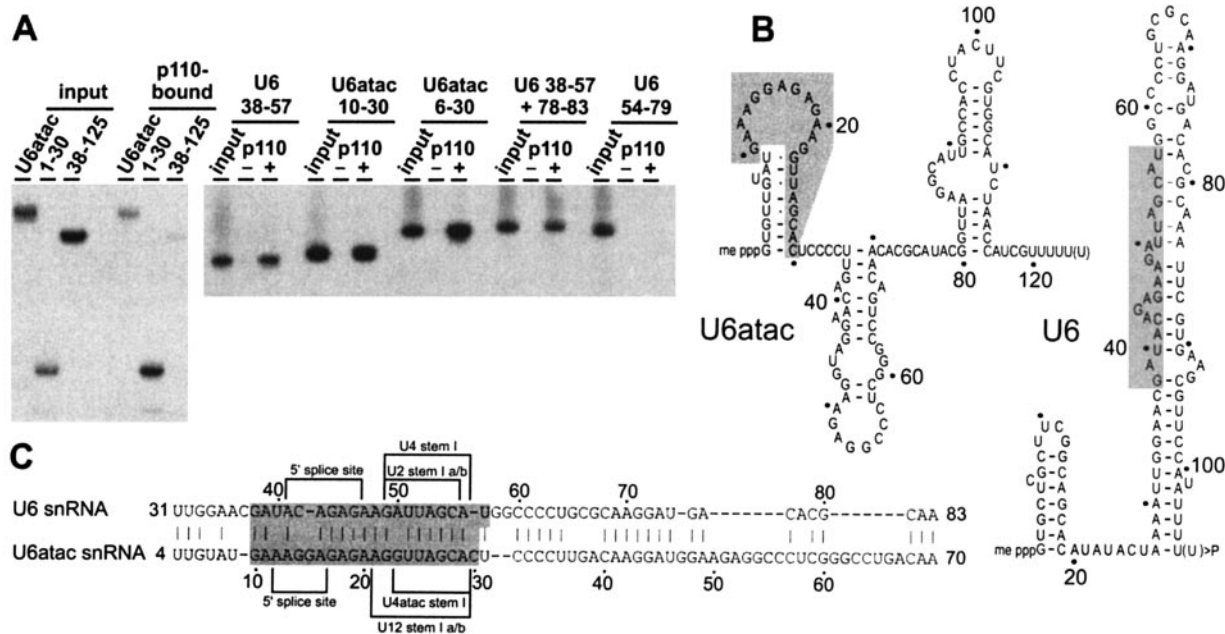 A
input
p110-bound
U6 38-57
U6atac 10-30
U6atac 6-30
U6 38-57 + 78-83
U6 54-79
U6atac
1-30
38-125
U6atac
1-30
38-125
input
p110
− +
input
p110
− +
input
p110
− +
input
p110
− +
input
p110
− +
B
100
20
me ppp
CUCCCCU
ACACGCAUACG
CAUCGUUUUU(U)
80
120
40
U6atac
60
60
80
40
U6
100
me ppp
CAUAUACUA
U(U)>P
20
C
U4 stem I
5' splice site
U2 stem I a/b
40 50 60 70 80
U6 snRNA
31 UUGGAACGAUAC-AGAGAAGAUUAGCA-UGGCCCCUGCGCAAGGAU-GA------CACG------CAA 83
U6atac snRNA
4 UUGUAU-GAAAGGAGAGAAGGUUAGCACU--CCCCUUGACAAGGAUGGAAGAGGCCCUCGGGCCUGACAA 70
10 20 30 40 50 60
5' splice site
U4atac stem I
U12 stem I a/b